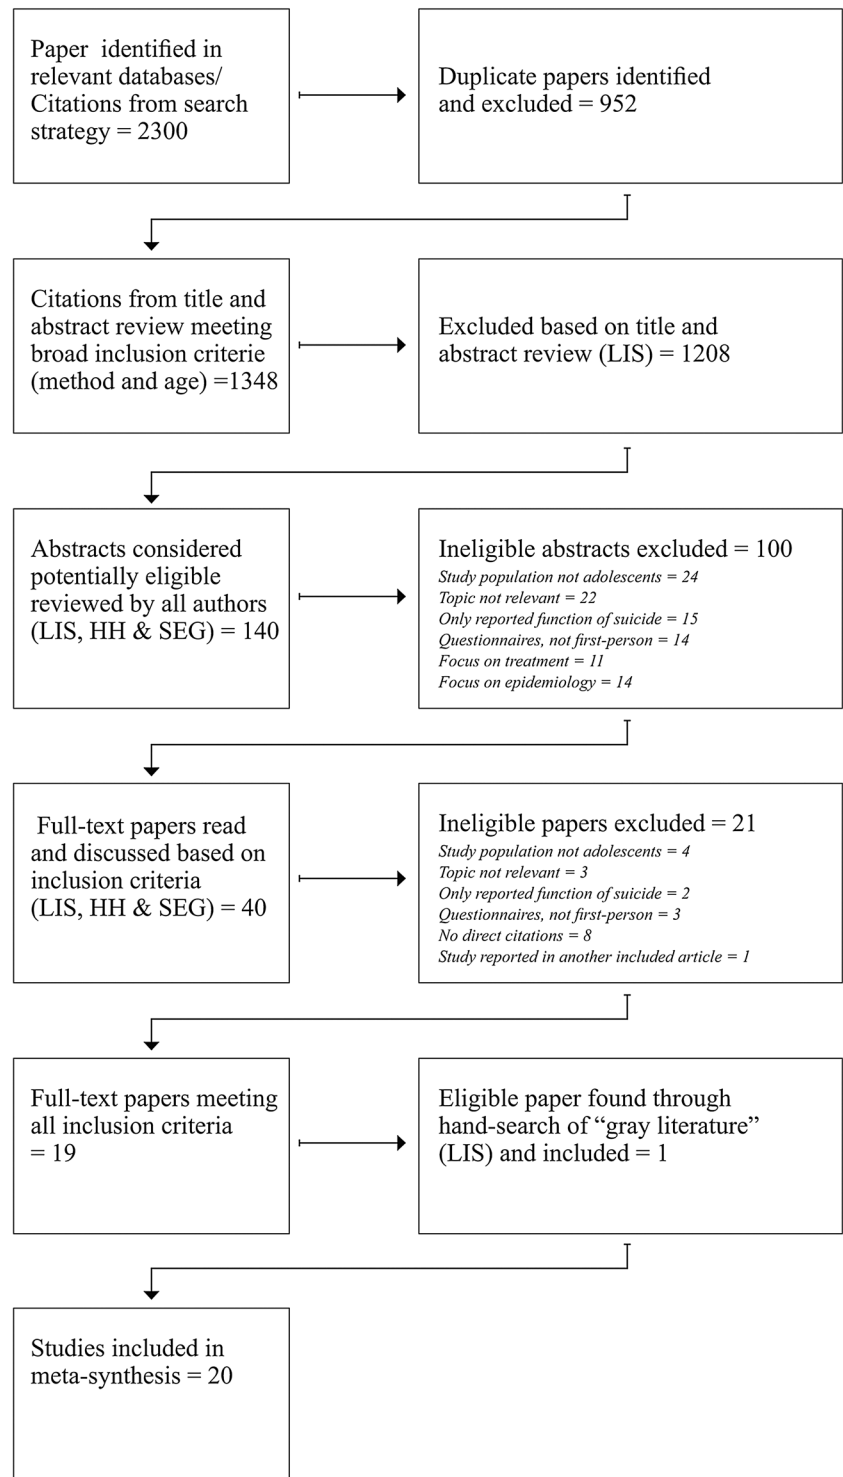 Paper  identified in
relevant databases/
Citations from search
strategy = 2300
Duplicate papers identified
and excluded = 952
Citations from title and
abstract review meeting
broad inclusion criterie
(method and age) =1348
Excluded based on title and
abstract review (LIS) = 1208
Abstracts considered
potentially eligible
reviewed by all authors
(LIS, HH & SEG) = 140
Ineligible abstracts excluded = 100
Study population not adolescents = 24
Topic not relevant = 22
Only reported function of suicide = 15
Questionnaires, not first-person = 14
Focus on treatment = 11
Focus on epidemiology = 14
Full-text papers read
and discussed based on
inclusion criteria
(LIS, HH & SEG) = 40
Ineligible papers excluded = 21
Study population not adolescents = 4
Topic not relevant = 3
Only reported function of suicide = 2
Questionnaires, not first-person = 3
No direct citations = 8
Study reported in another included article = 1
Full-text papers meeting
all inclusion criteria
= 19
Eligible paper found through
hand-search of “gray literature”
(LIS) and included = 1
Studies included in
meta-synthesis = 20